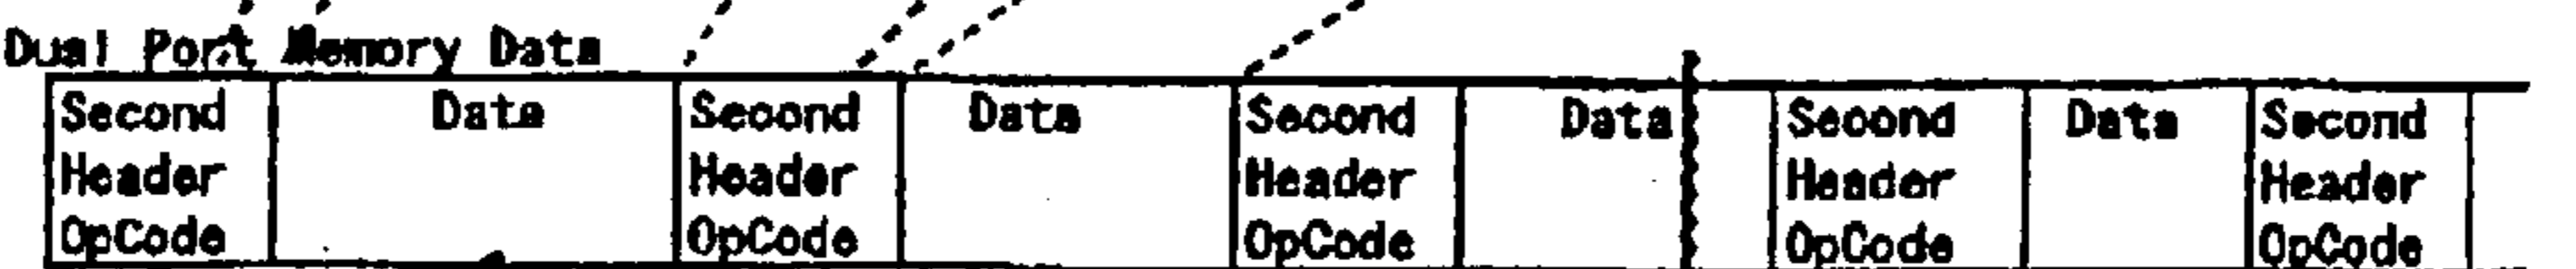 Dual Port Memory Data
Second Data Second Data Second Data Second Data Second
Header Header Header Header Header
OpCode OpCode OpCode OpCode OpCode